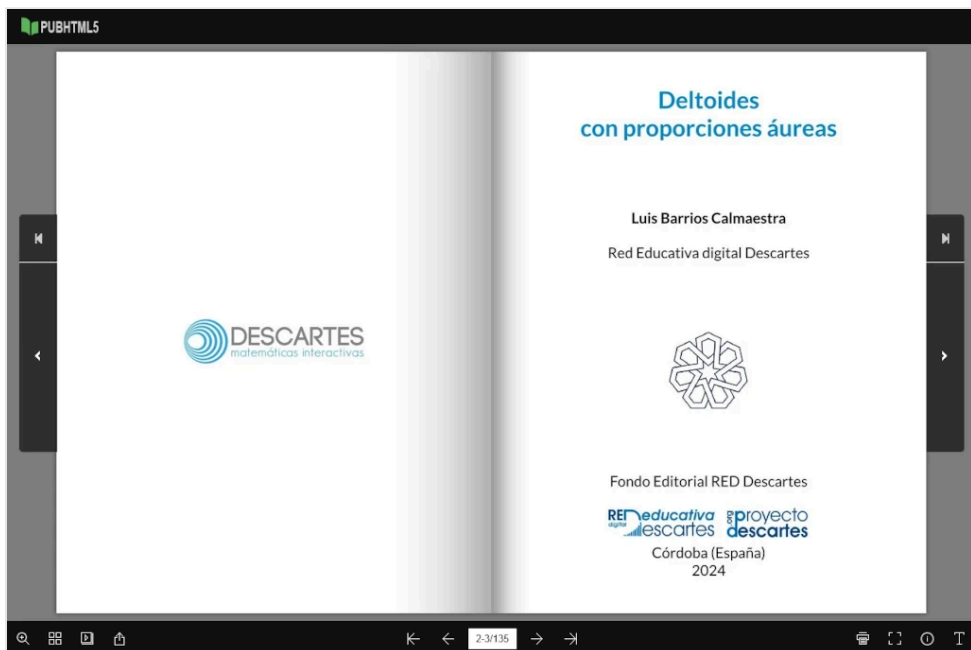 PUBHTML5
DESCARTES
matemáticas interactivas
Deltoides
con proporciones áureas
Luis Barrios Calmaestra
Red Educativa digital Descartes
Fondo Editorial RED Descartes
RED educativa
digital Descartes
proyecto
descartes
.org
Córdoba (España)
2024
2-3/135